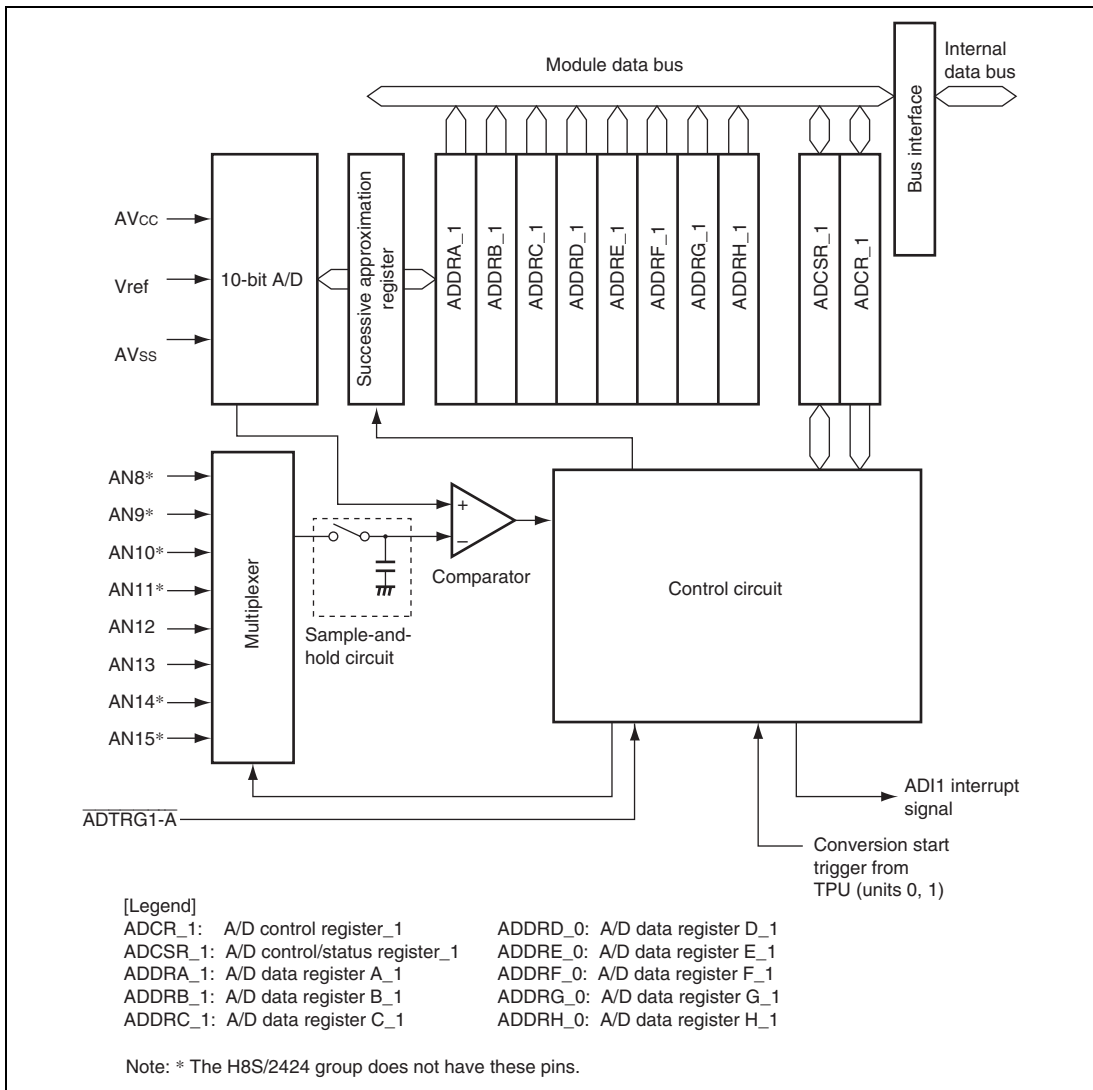 Module data bus
Internal
data bus
Bus interface
AVCC
Vref
AVSS
10-bit A/D
Successive approximation
register
ADDRA_1
ADDRB_1
ADDRC_1
ADDRD_1
ADDRE_1
ADDRF_1
ADDRG_1
ADDRH_1
ADCSR_1
ADCR_1
AN8*
AN9*
AN10*
AN11*
AN12
AN13
AN14*
AN15*
Multiplexer
+
−
Comparator
Sample-and-
hold circuit
Control circuit
ADTRG1-A
ADI1 interrupt
signal
Conversion start
trigger from
TPU (units 0, 1)
[Legend]
ADCR_1: A/D control register_1
ADCSR_1: A/D control/status register_1
ADDRA_1: A/D data register A_1
ADDRB_1: A/D data register B_1
ADDRC_1: A/D data register C_1
ADDRD_0: A/D data register D_1
ADDRE_0: A/D data register E_1
ADDRF_0: A/D data register F_1
ADDRG_0: A/D data register G_1
ADDRH_0: A/D data register H_1
Note: * The H8S/2424 group does not have these pins.